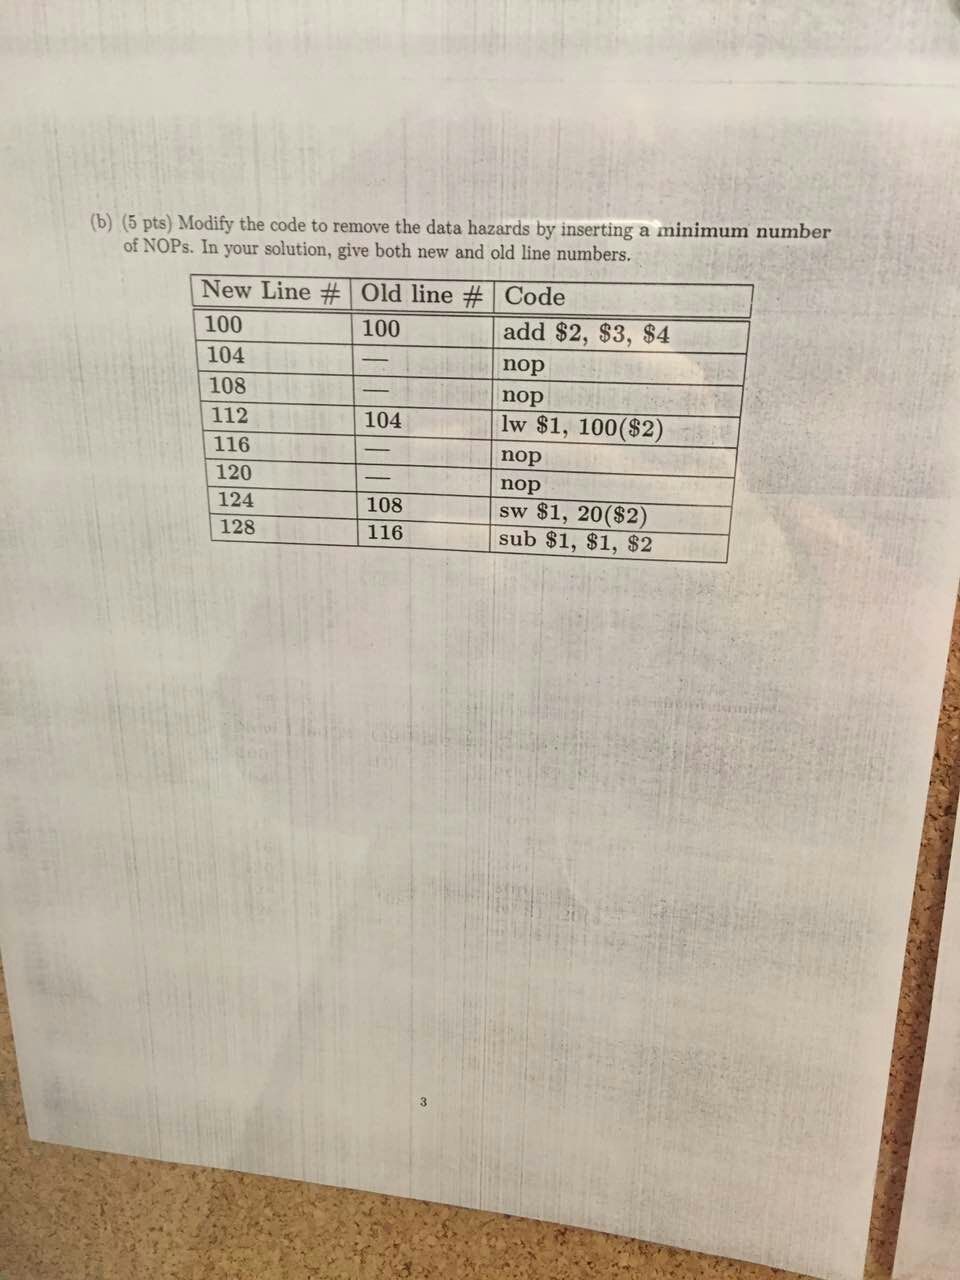 (b) (5 pts) Modify the code to remove the data hazards by inserting a minimum number
of NOPs. In your solution, give both new and old line numbers.
New Line # Old line # Code
100 100 add $2, $3, $4
104 — nop
108 — nop
112 104 lw $1, 100($2)
116 — nop
120 — nop
124 108 sw $1, 20($2)
128 116 sub $1, $1, $2
3